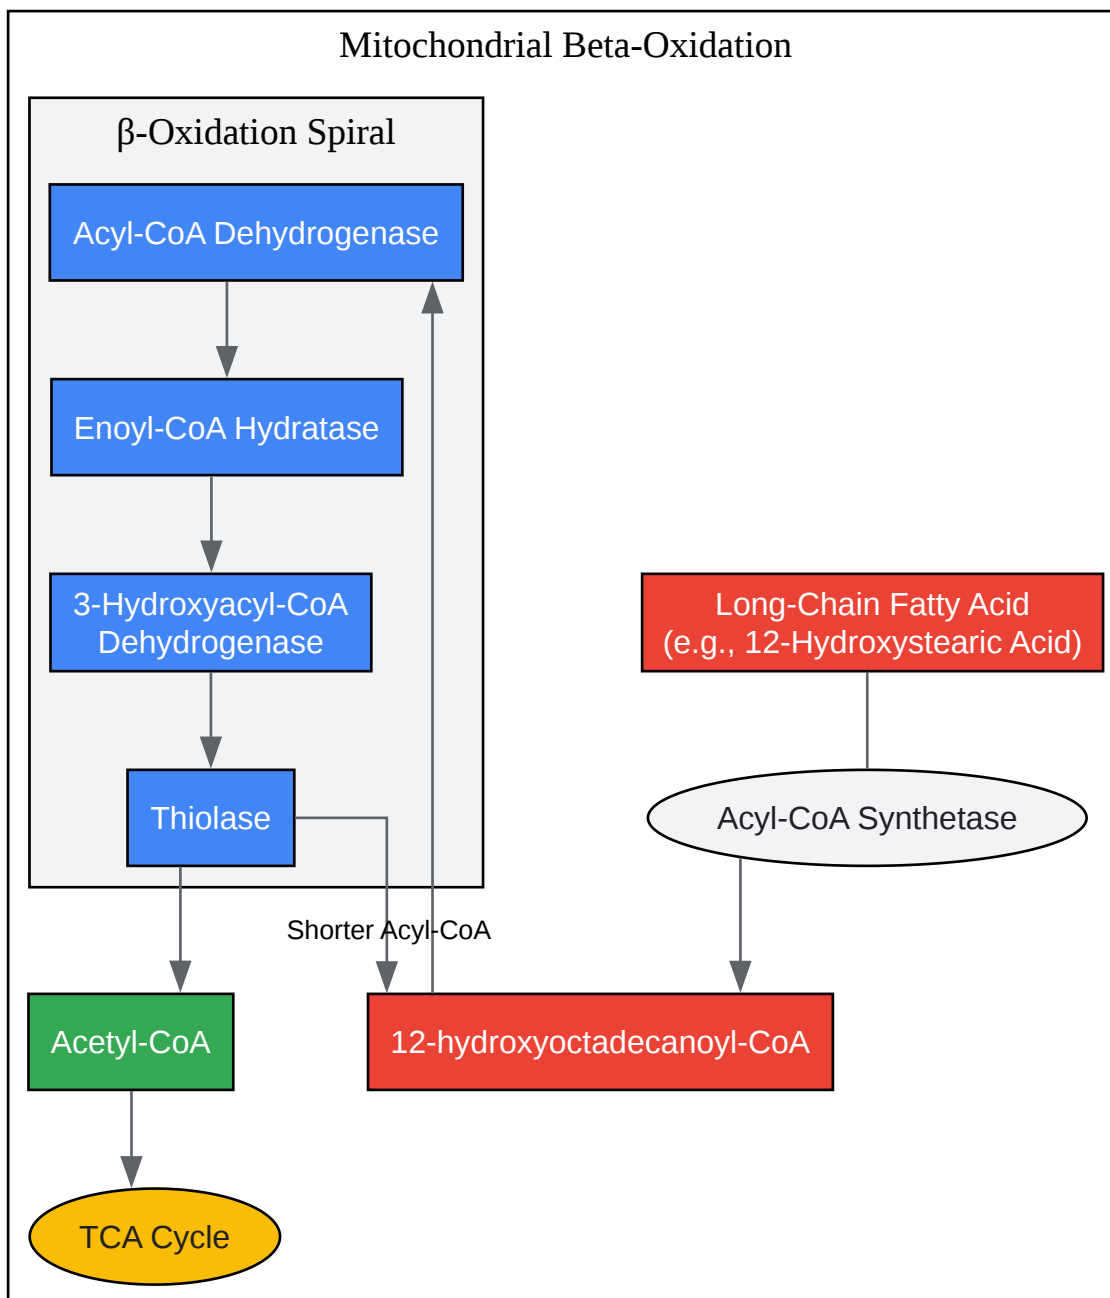 Mitochondrial Beta-Oxidation
β-Oxidation Spiral
Acyl-CoA Dehydrogenase
Enoyl-CoA Hydratase
3-Hydroxyacyl-CoA
Dehydrogenase
Long-Chain Fatty Acid
(e.g., 12-Hydroxystearic Acid)
Thiolase
Acyl-CoA Synthetase
Shorter Acyl-CoA
Acetyl-CoA
12-hydroxyoctadecanoyl-CoA
TCA Cycle